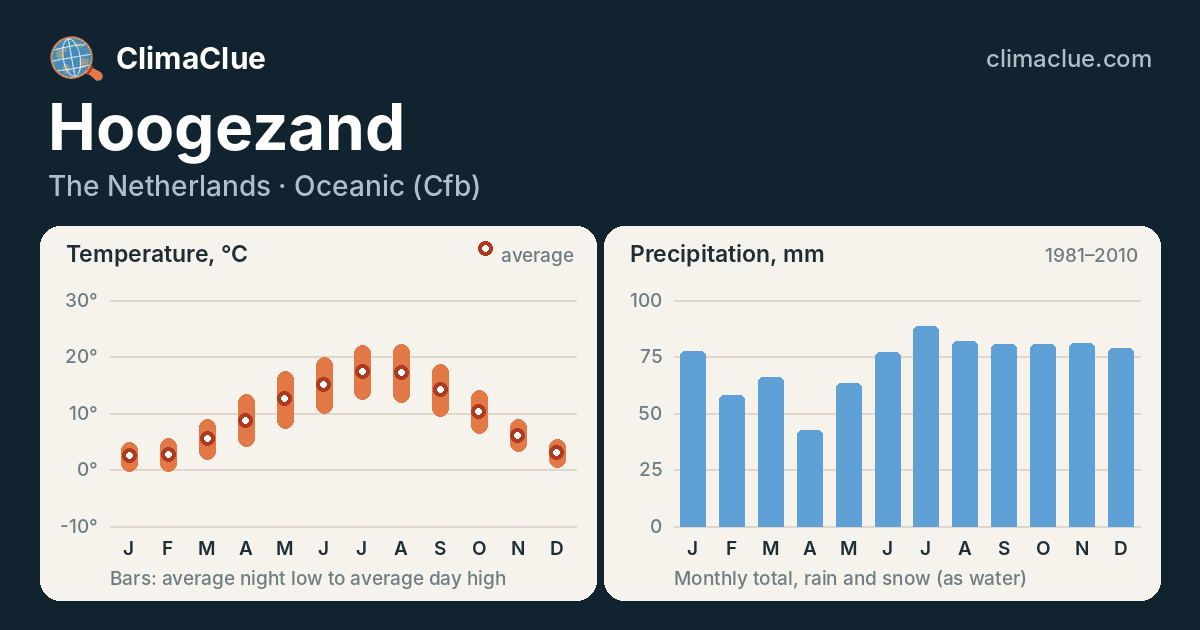 ClimaClue
climaclue.com
Hoogezand
The Netherlands · Oceanic (Cfb)
Temperature, °C
average
30°
20°
10°
0°
-10°
J F M A M J J A S O N D
Bars: average night low to average day high
Precipitation, mm
1981–2010
100
75
50
25
0
J F M A M J J A S O N D
Monthly total, rain and snow (as water)